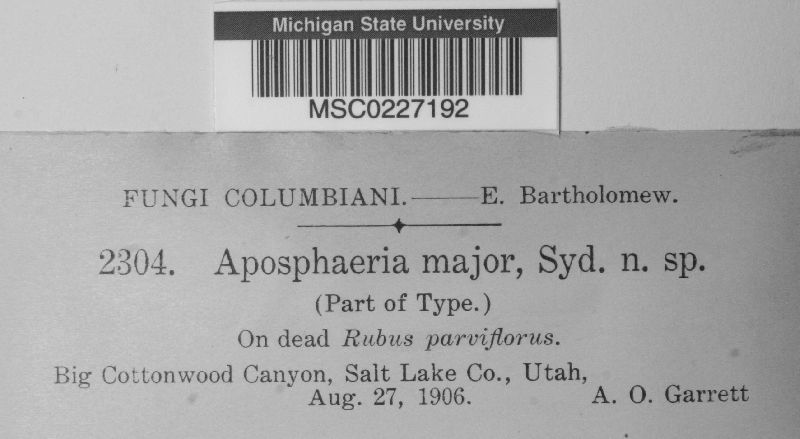 Michigan State University
MSC0227192
FUNGI COLUMBIANI.——E. Bartholomew.
2304. Aposphaeria major, Syd. n. sp.
(Part of Type.)
On dead Rubus parviflorus.
Big Cottonwood Canyon, Salt Lake Co., Utah,
Aug. 27, 1906. A. O. Garrett